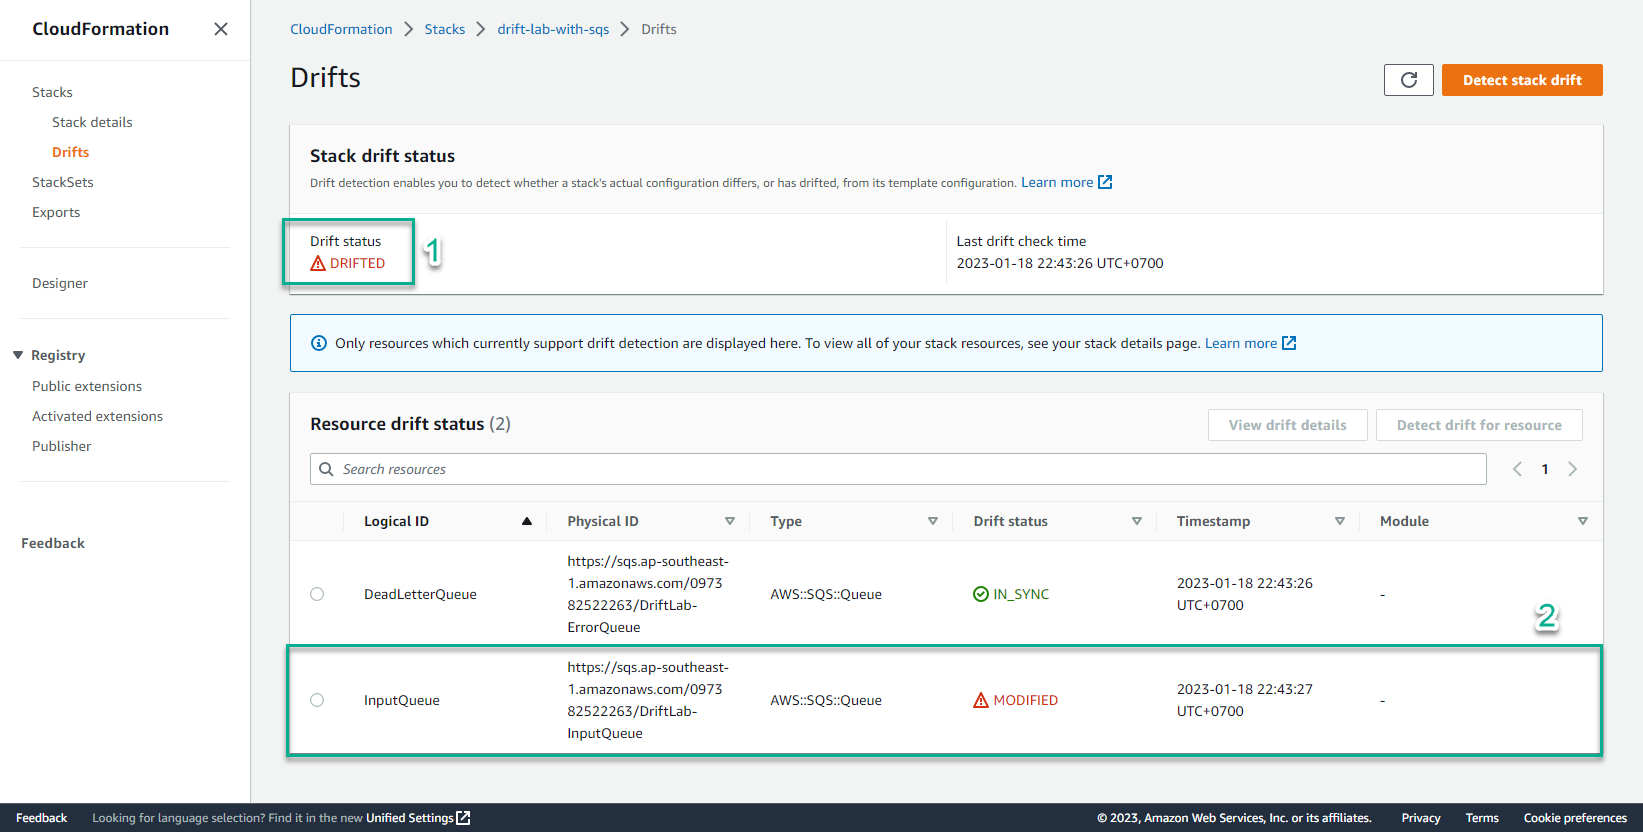 CloudFormation
Stacks
Stack details
Drifts
StackSets
Exports
Designer
Registry
Public extensions
Activated extensions
Publisher
Feedback
CloudFormation > Stacks > drift-lab-with-sqs > Drifts
Drifts
Detect stack drift
Stack drift status
Drift detection enables you to detect whether a stack's actual configuration differs, or has drifted, from its template configuration. Learn more
Drift status
DRIFTED
1
Last drift check time
2023-01-18 22:43:26 UTC+0700
Only resources which currently support drift detection are displayed here. To view all of your stack resources, see your stack details page. Learn more
Resource drift status (2)
View drift details
Detect drift for resource
Search resources
1
Logical ID Physical ID Type Drift status Timestamp Module
DeadLetterQueue
https://sqs.ap-southeast-
1.amazonaws.com/0973
82522263/DriftLab-
ErrorQueue
AWS::SQS::Queue
IN_SYNC
2023-01-18 22:43:26
UTC+0700
-
2
InputQueue
https://sqs.ap-southeast-
1.amazonaws.com/0973
82522263/DriftLab-
InputQueue
AWS::SQS::Queue
MODIFIED
2023-01-18 22:43:27
UTC+0700
-
Feedback Looking for language selection? Find it in the new Unified Settings © 2023, Amazon Web Services, Inc. or its affiliates. Privacy Terms Cookie preferences